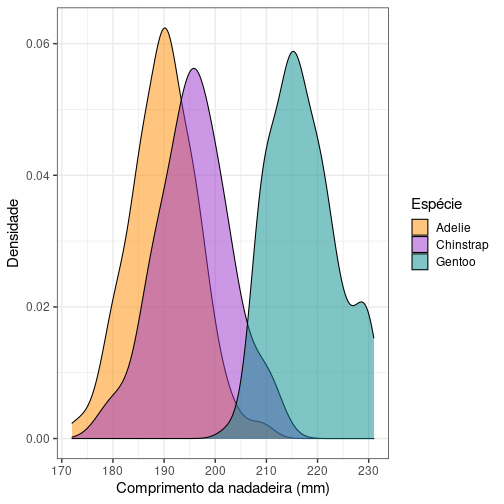 0.06
0.04
0.02
0.00
Densidade
170 180 190 200 210 220 230
Comprimento da nadadeira (mm)
Espécie
Adelie
Chinstrap
Gentoo